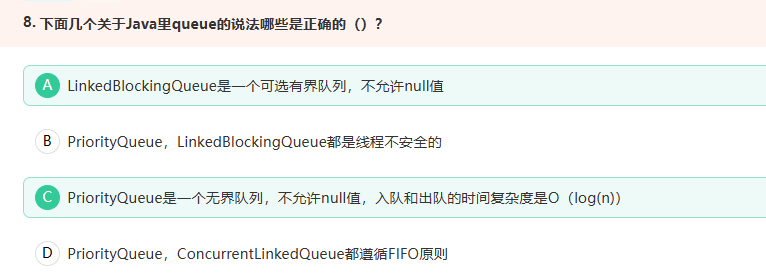 8. 下面几个关于Java里queue的说法哪些是正确的（）？
A LinkedBlockingQueue是一个可选有界队列，不允许null值
B PriorityQueue，LinkedBlockingQueue都是线程不安全的
C PriorityQueue是一个无界队列，不允许null值，入队和出队的时间复杂度是O（log(n)）
D PriorityQueue，ConcurrentLinkedQueue都遵循FIFO原则